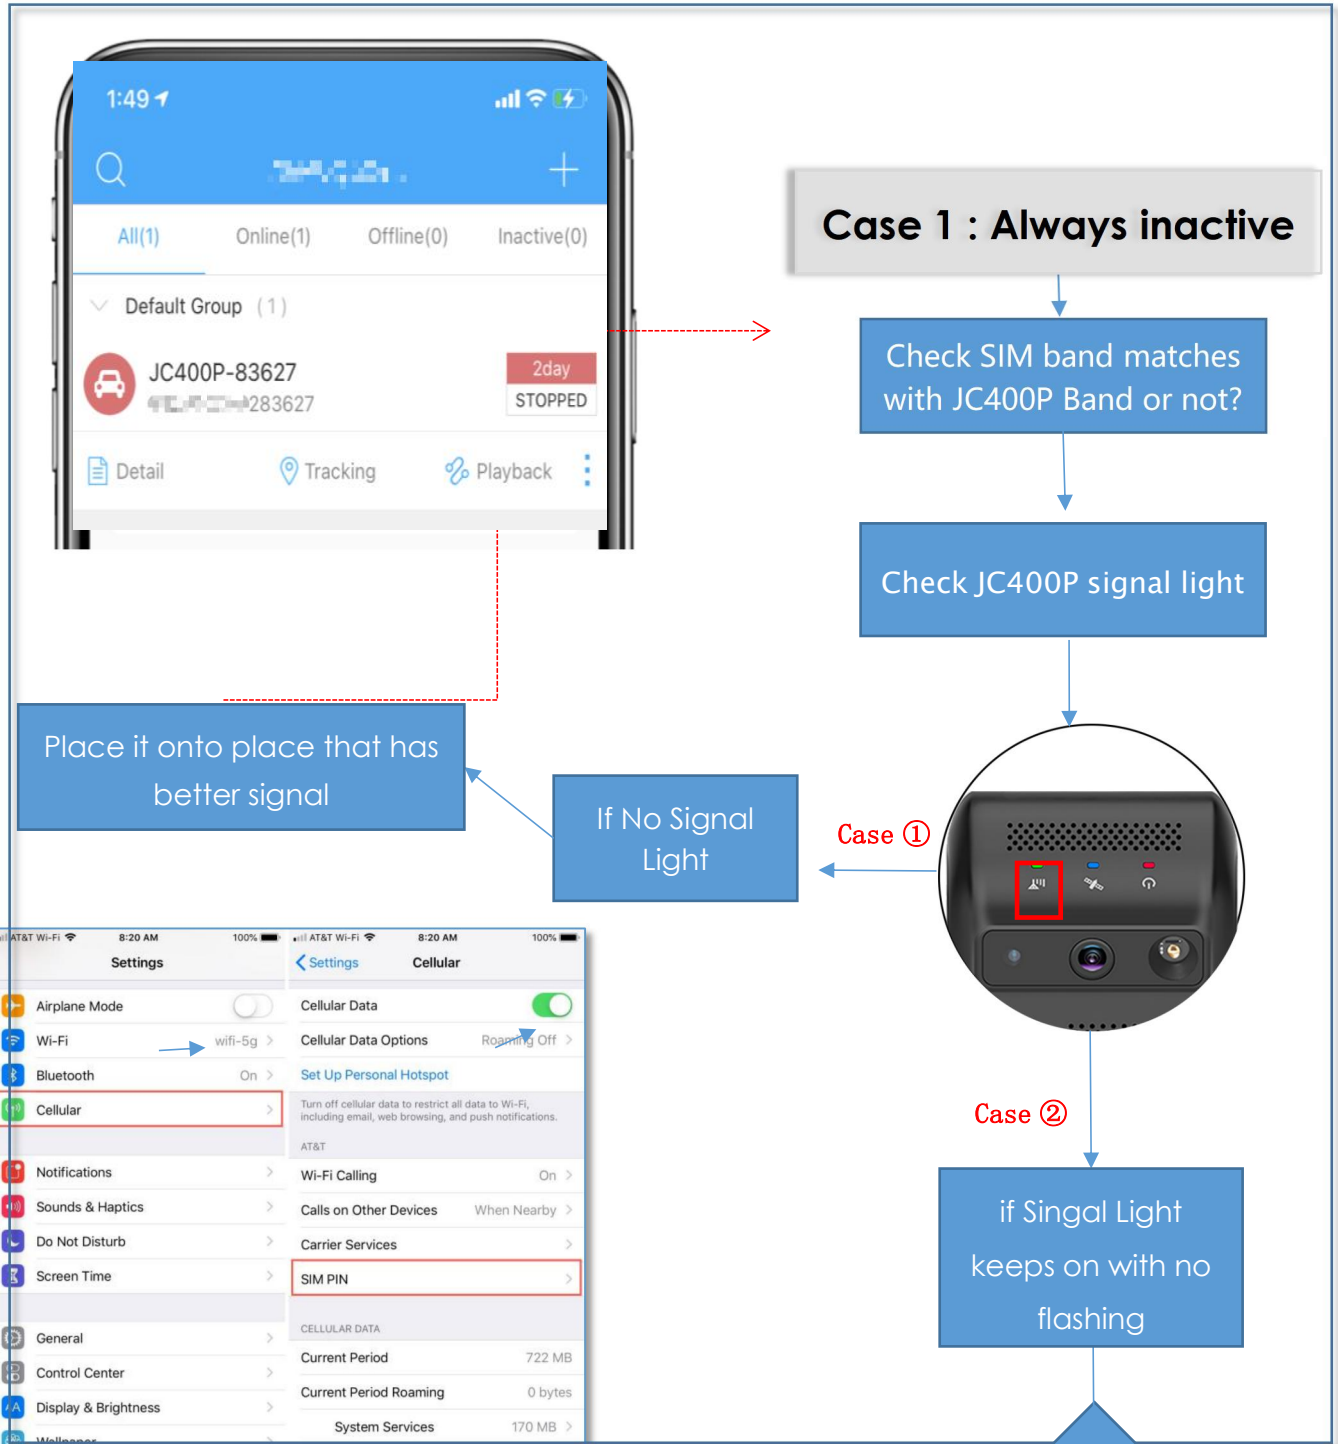 1:49
All(1) Online(1) Offline(0) Inactive(0)
Default Group (1)
JC400P-83627
283627
2day
STOPPED
Detail Tracking Playback
Case 1 : Always inactive
Check SIM band matches
with JC400P Band or not?
Check JC400P signal light
Place it onto place that has
better signal
If No Signal
Light
Case ①
Case ②
if Singal Light
keeps on with no
flashing
AT&T Wi-Fi 8:20 AM 100%
Settings
Airplane Mode
Wi-Fi wifi-5g
Bluetooth On
Cellular
Notifications
Sounds & Haptics
Do Not Disturb
Screen Time
General
Control Center
Display & Brightness
Wallpaper
AT&T Wi-Fi 8:20 AM 100%
Settings Cellular
Cellular Data
Cellular Data Options Roaming Off
Set Up Personal Hotspot
Turn off cellular data to restrict all data to Wi-Fi,
including email, web browsing, and push notifications.
AT&T
Wi-Fi Calling On
Calls on Other Devices When Nearby
Carrier Services
SIM PIN
CELLULAR DATA
Current Period 722 MB
Current Period Roaming 0 bytes
System Services 170 MB